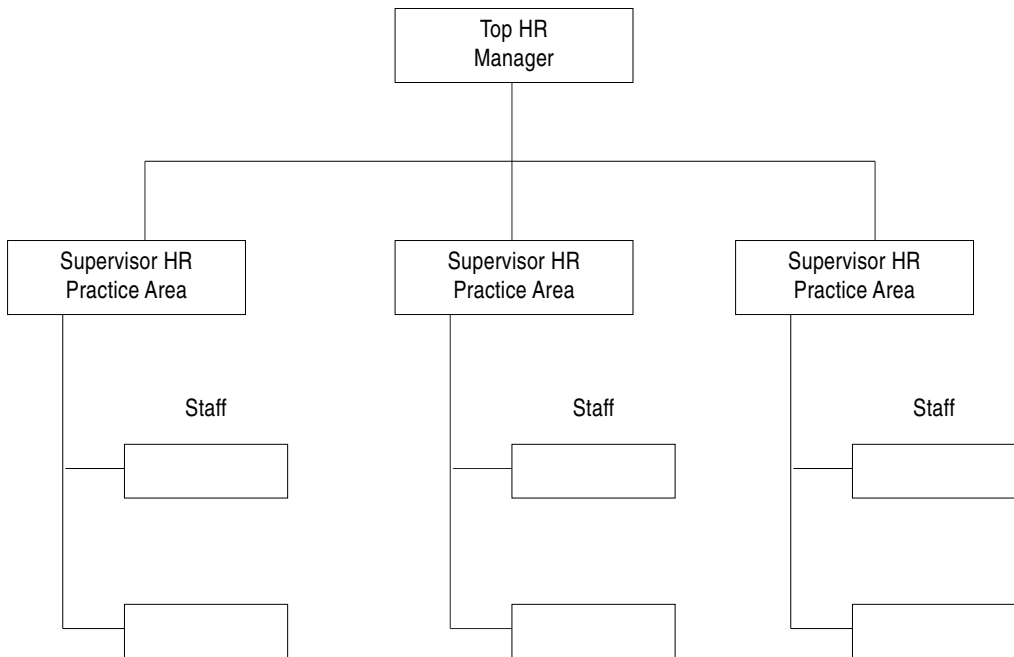 Top HR
Manager
Supervisor HR
Practice Area
Supervisor HR
Practice Area
Supervisor HR
Practice Area
Staff
Staff
Staff